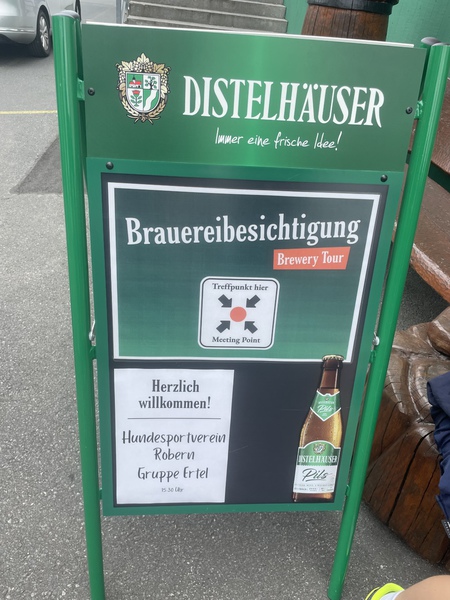 DISTELHÄUSER
Immer eine frische Idee!
Brauereibesichtigung
Brewery Tour
Treffpunkt hier
Meeting Point
Herzlich
willkommen!
Hundesportverein
Robern
Gruppe Ertel
15.30 Uhr
Pils
DISTELHÄUSER
Pils